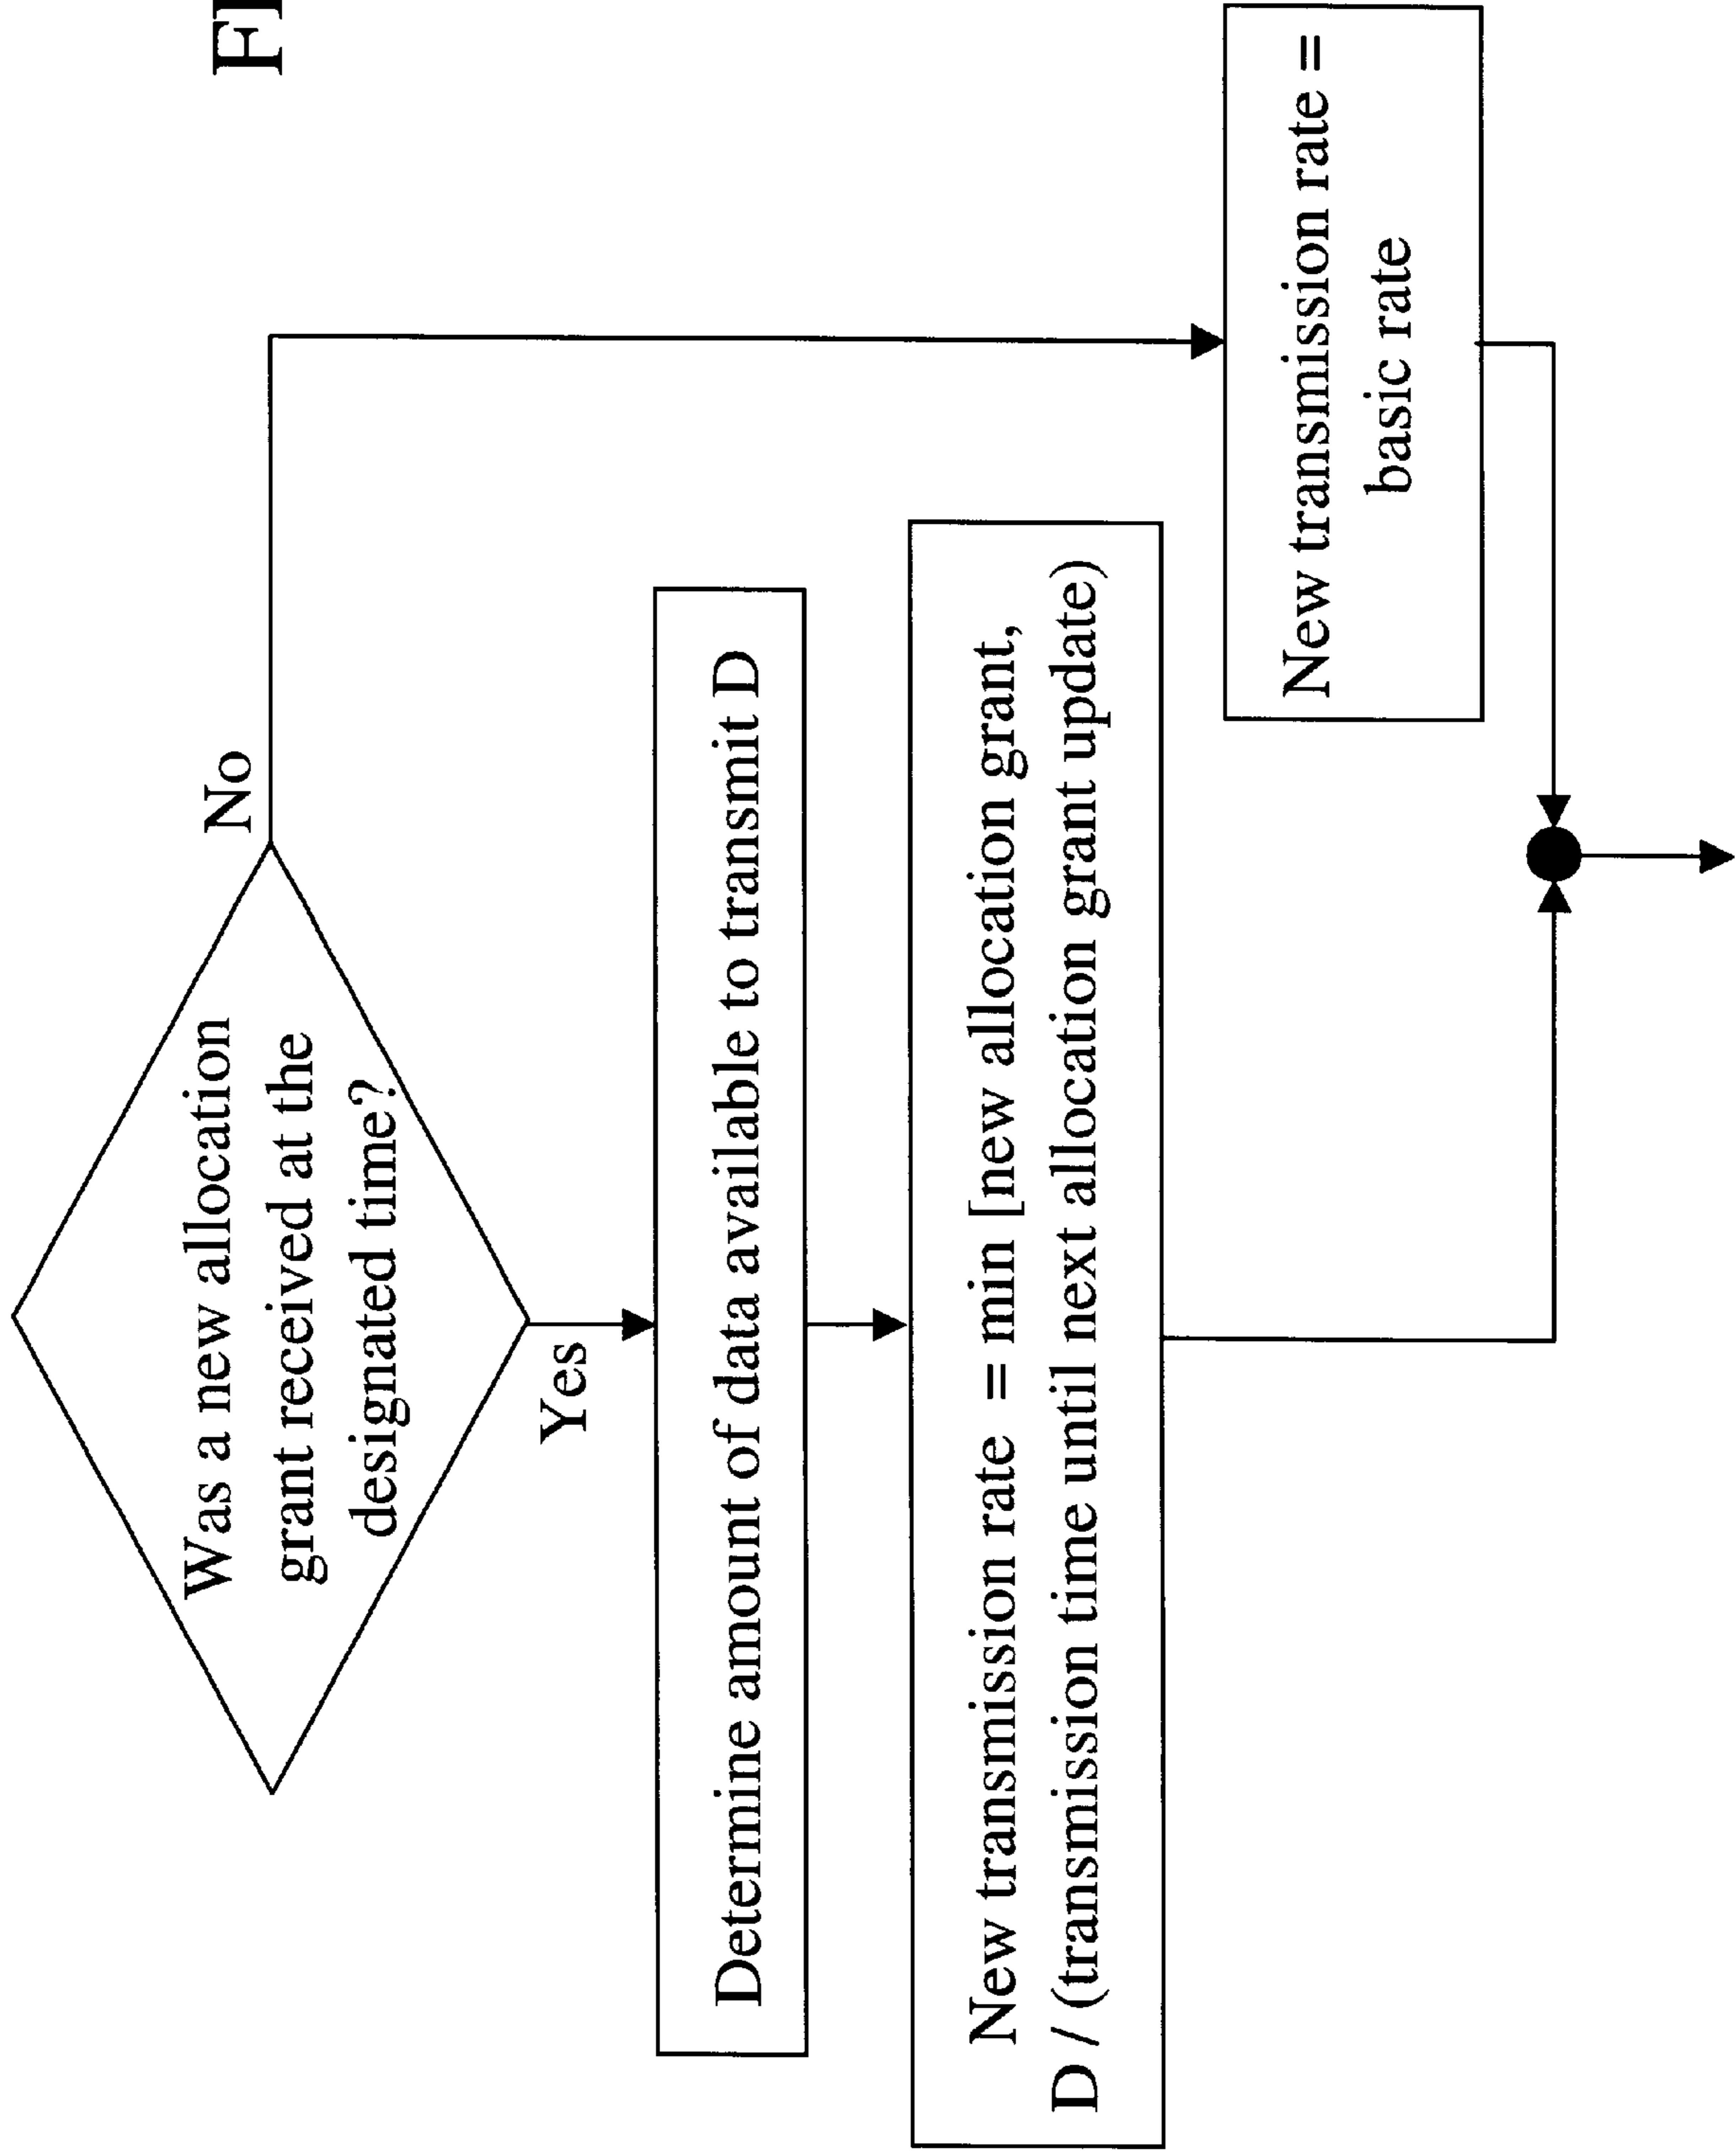 Was a new allocation
grant received at the
designated time?
No
Yes
Determine amount of data available to transmit D
New transmission rate = min [new allocation grant,
D / (transmission time until next allocation grant update)
New transmission rate =
basic rate